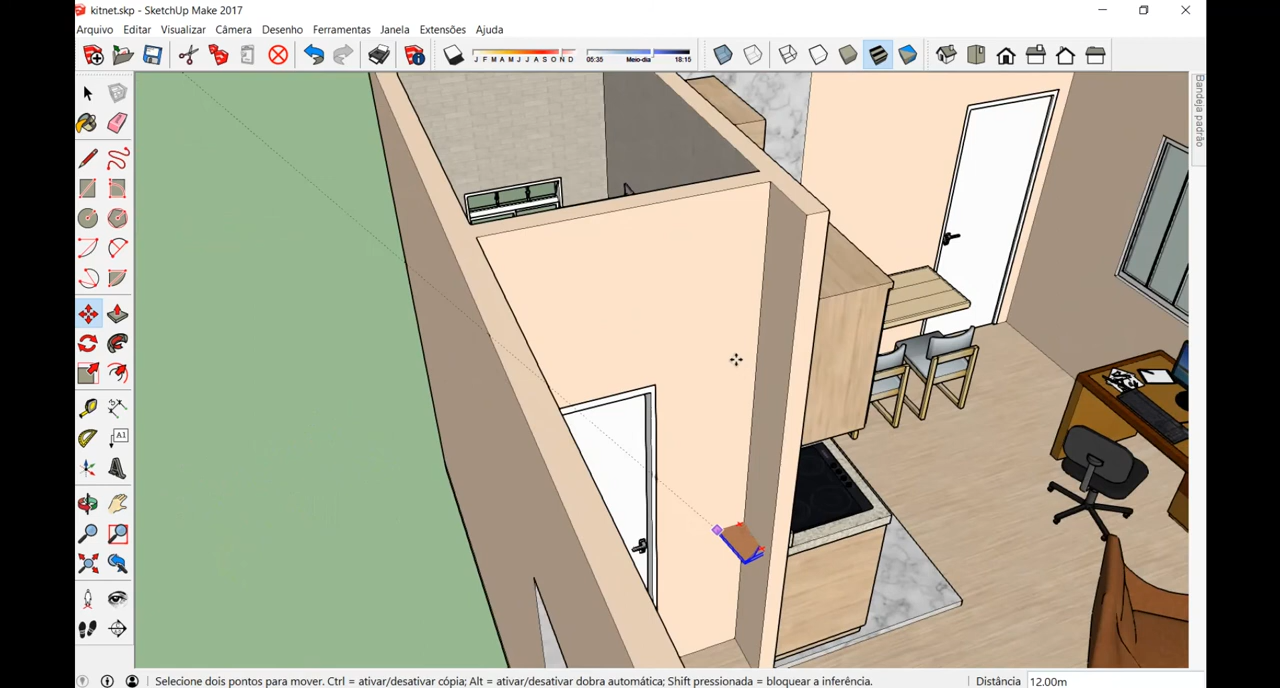 kitnet.skp - SketchUp Make 2017
Arquivo Editar Visualizar Câmera Desenho Ferramentas Janela Extensões Ajuda
J F M A M J J A S O N D 05:35 Meio-dia 18:15
Bandeja padrão
A1
Selecione dois pontos para mover. Ctrl = ativar/desativar cópia; Alt = ativar/desativar dobra automática; Shift pressionada = bloquear a inferência. Distância 12.00m